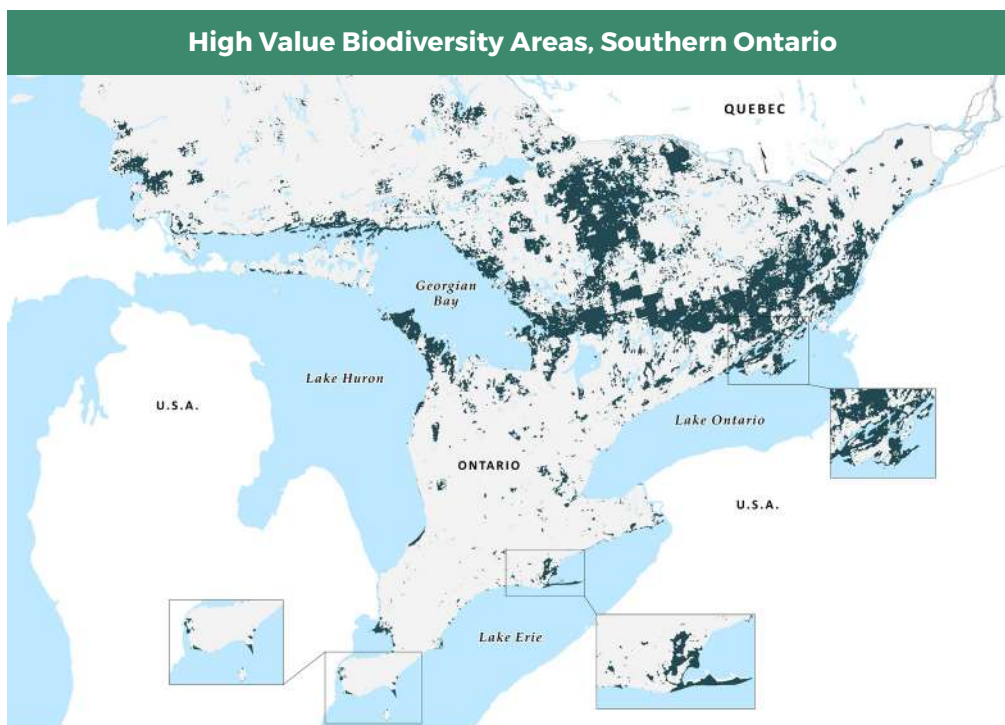 High Value Biodiversity Areas, Southern Ontario
QUEBEC
Georgian
Bay
Lake Huron
U.S.A.
Lake Ontario
ONTARIO
U.S.A.
Lake Erie